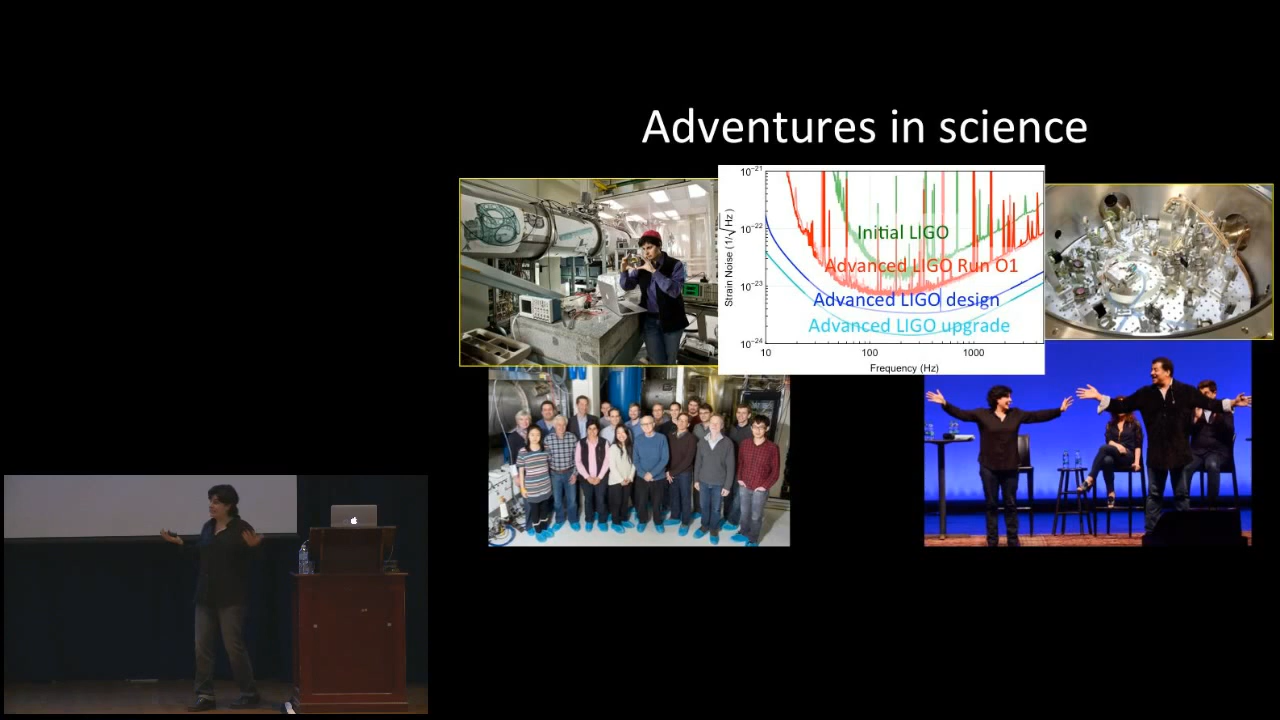 Adventures in science
10⁻²¹
10⁻²²
10⁻²³
10⁻²⁴
Strain Noise (1/√Hz)
Initial LIGO
Advanced LIGO Run O1
Advanced LIGO design
Advanced LIGO upgrade
10 100 1000
Frequency (Hz)